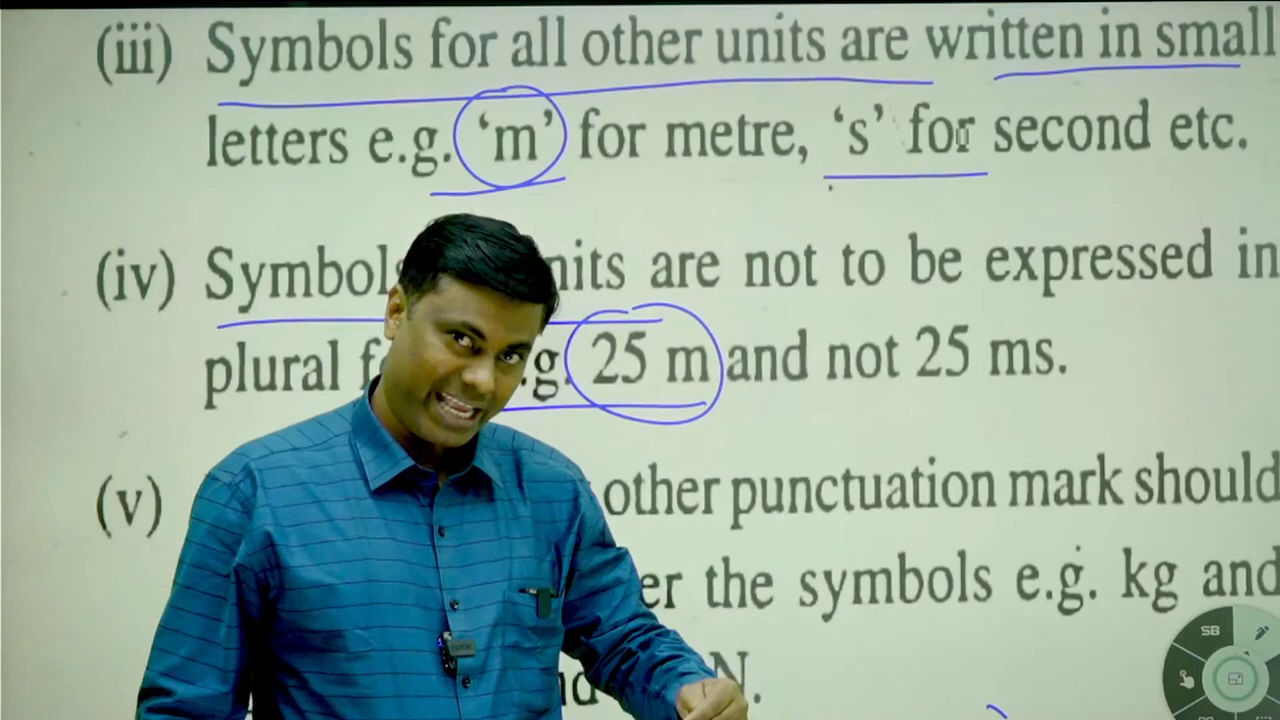 (iii) Symbols for all other units are written in small
letters e.g. ‘m’ for metre, ‘s’ for second etc.
(iv) Symbols nits are not to be expressed in
plural f .g. 25 m and not 25 ms.
(v) other punctuation mark should
er the symbols e.g. kg and
nd N.
SB